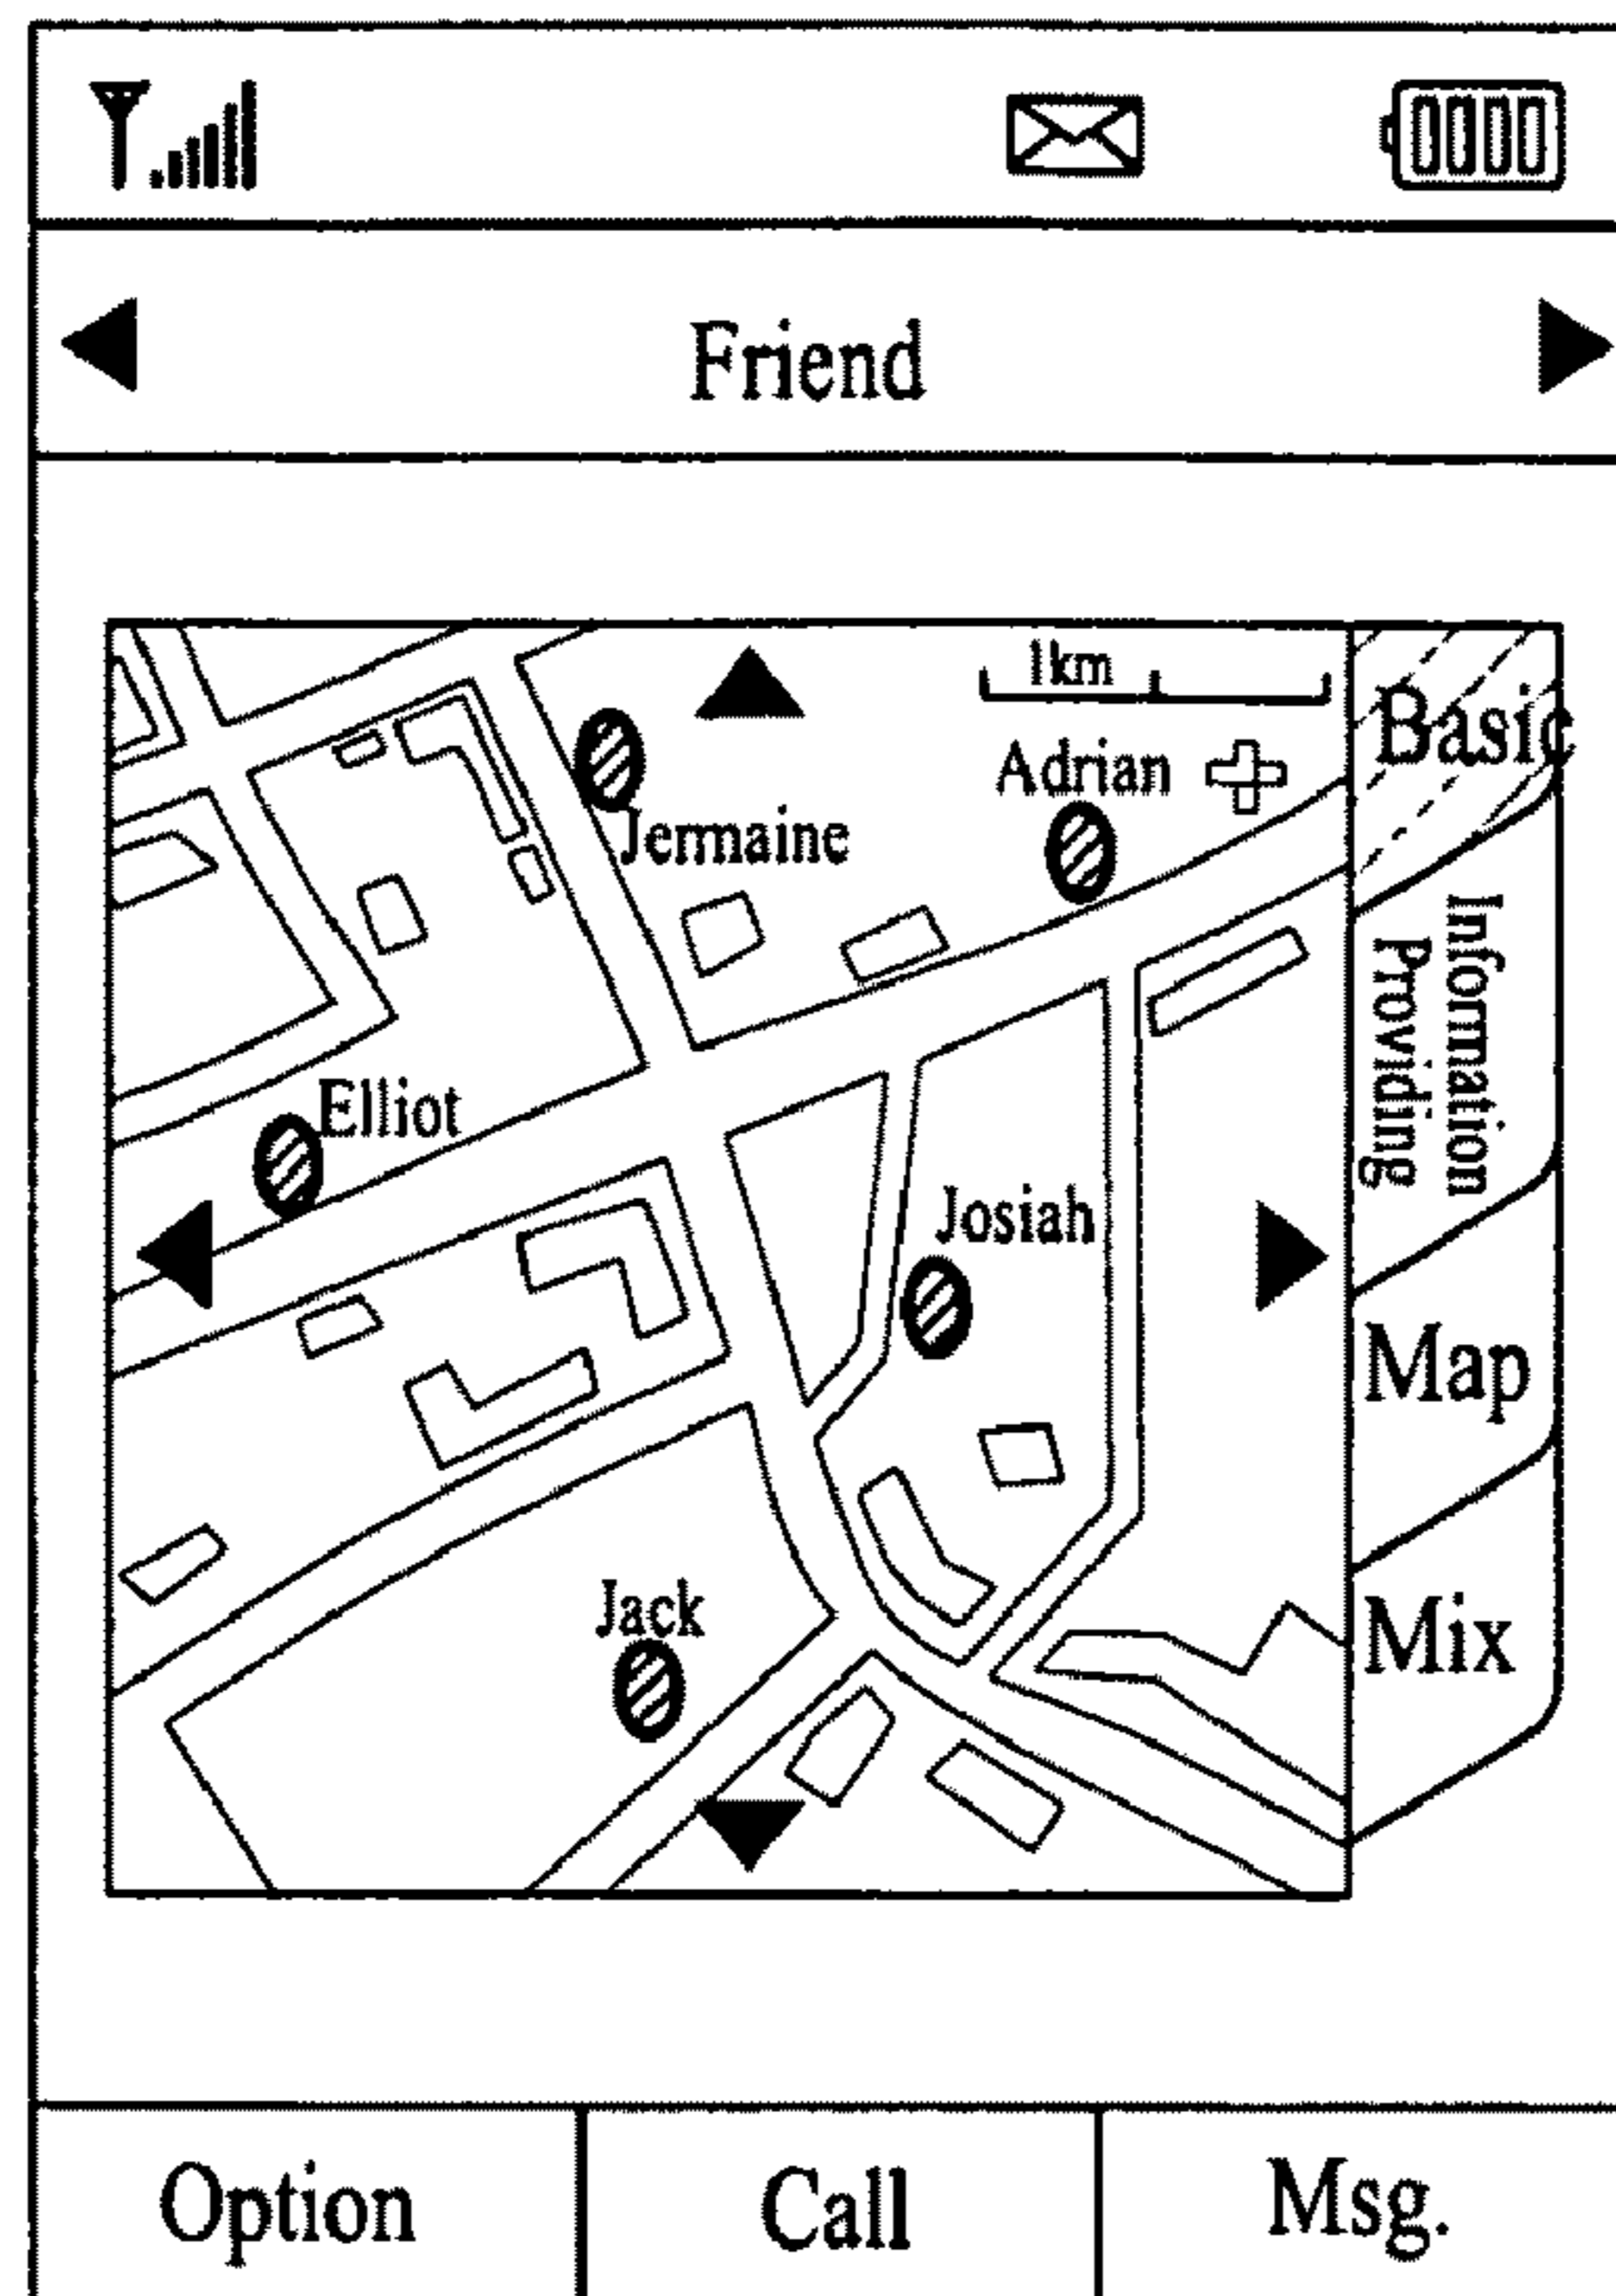 Friend
1km
Basic
Adrian
Jermaine
Information
Providing
Elliot
Josiah
Map
Jack
Mix
Option
Call
Msg.